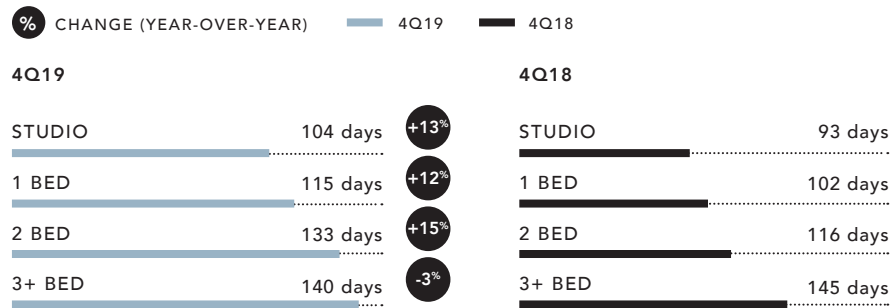 % CHANGE (YEAR-OVER-YEAR) 4Q19 4Q18
4Q19 4Q18
STUDIO 104 days +13% STUDIO 93 days
1 BED 115 days +12% 1 BED 102 days
2 BED 133 days +15% 2 BED 116 days
3+ BED 140 days -3% 3+ BED 145 days